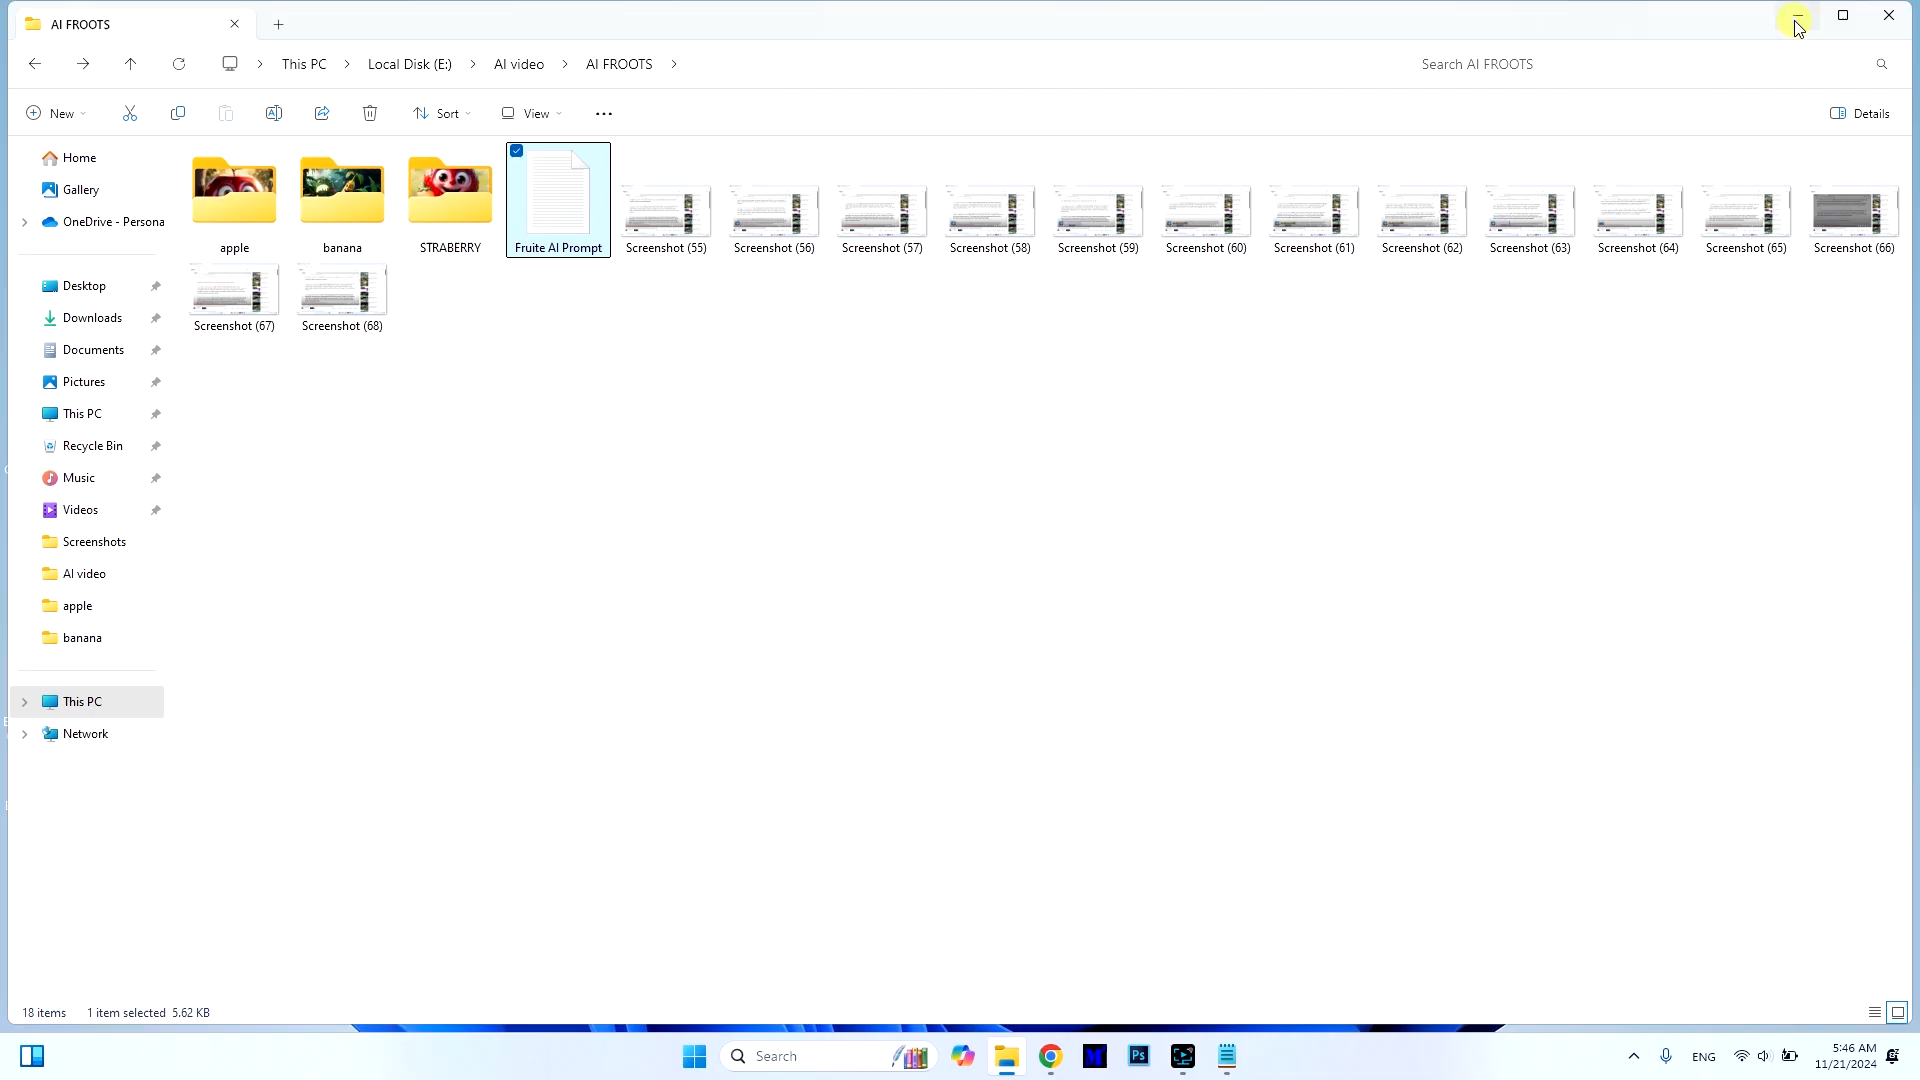 AI FROOTS
This PC
Local Disk (E:)
AI video
AI FROOTS
Search AI FROOTS
New
Sort
View
Details
Home
Gallery
OneDrive - Persona
Desktop
Downloads
Documents
Pictures
This PC
Recycle Bin
Music
Videos
Screenshots
AI video
apple
banana
This PC
Network
apple
banana
STRABERRY
Fruite AI Prompt
Screenshot (55)
Screenshot (56)
Screenshot (57)
Screenshot (58)
Screenshot (59)
Screenshot (60)
Screenshot (61)
Screenshot (62)
Screenshot (63)
Screenshot (64)
Screenshot (65)
Screenshot (66)
Screenshot (67)
Screenshot (68)
18 items
1 item selected 5.62 KB
Search
Ps
ENG
5:46 AM
11/21/2024